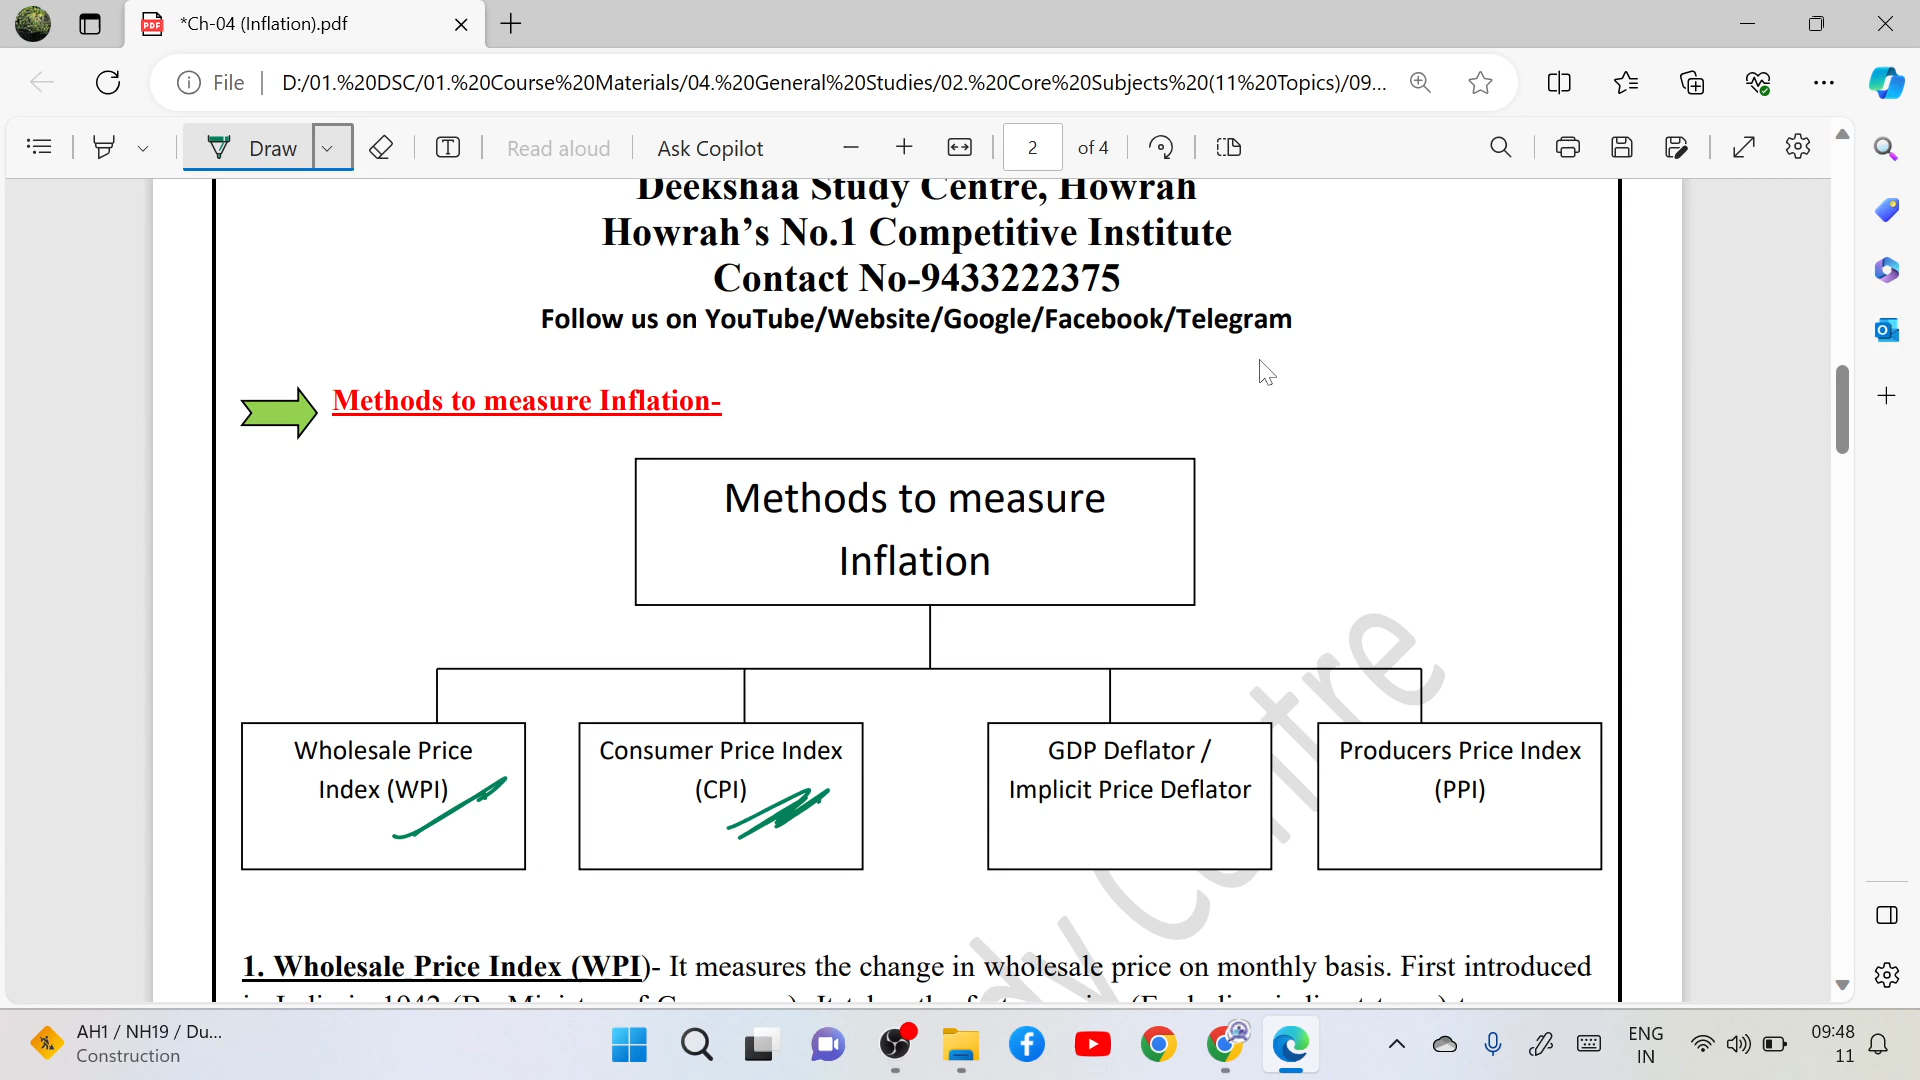 *Ch-04 (Inflation).pdf
File
D:/01.%20DSC/01.%20Course%20Materials/04.%20General%20Studies/02.%20Core%20Subjects%20(11%20Topics)/09...
Draw
Read aloud
Ask Copilot
2
of 4
Deekshaa Study Centre, Howrah
Howrah's No.1 Competitive Institute
Contact No-9433222375
Follow us on YouTube/Website/Google/Facebook/Telegram
Methods to measure Inflation-
Methods to measure
Inflation
Wholesale Price
Index (WPI)
Consumer Price Index
(CPI)
GDP Deflator /
Implicit Price Deflator
Producers Price Index
(PPI)
dy Centre
1. Wholesale Price Index (WPI)- It measures the change in wholesale price on monthly basis. First introduced
AH1 / NH19 / Du...
Construction
ENG
IN
09:48
11